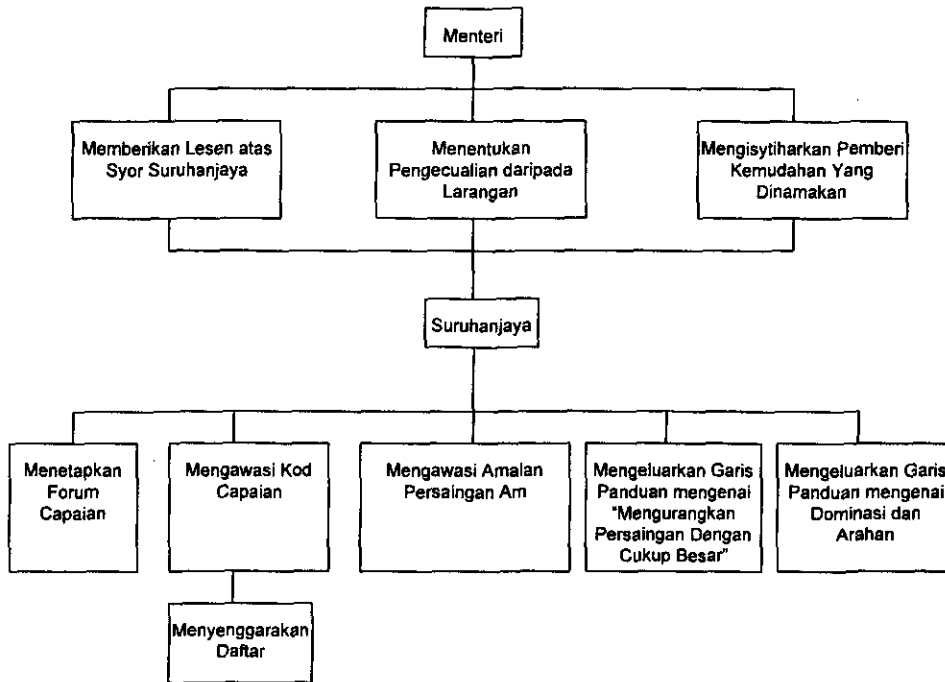 Menteri
Memberikan Lesen atas
Syor Suruhanjaya
Menentukan
Pengecualian daripada
Larangan
Mengisytiharkan Pemberi
Kemudahan Yang
Dinamakan
Suruhanjaya
Menetapkan
Forum
Capaian
Mengawasi Kod
Capaian
Mengawasi Amalan
Persaingan Am
Mengeluarkan Garis
Panduan mengenai
"Mengurangkan
Persaingan Dengan
Cukup Besar"
Mengeluarkan Garis
Panduan mengenai
Dominasi dan
Arahan
Menyenggarakan
Daftar